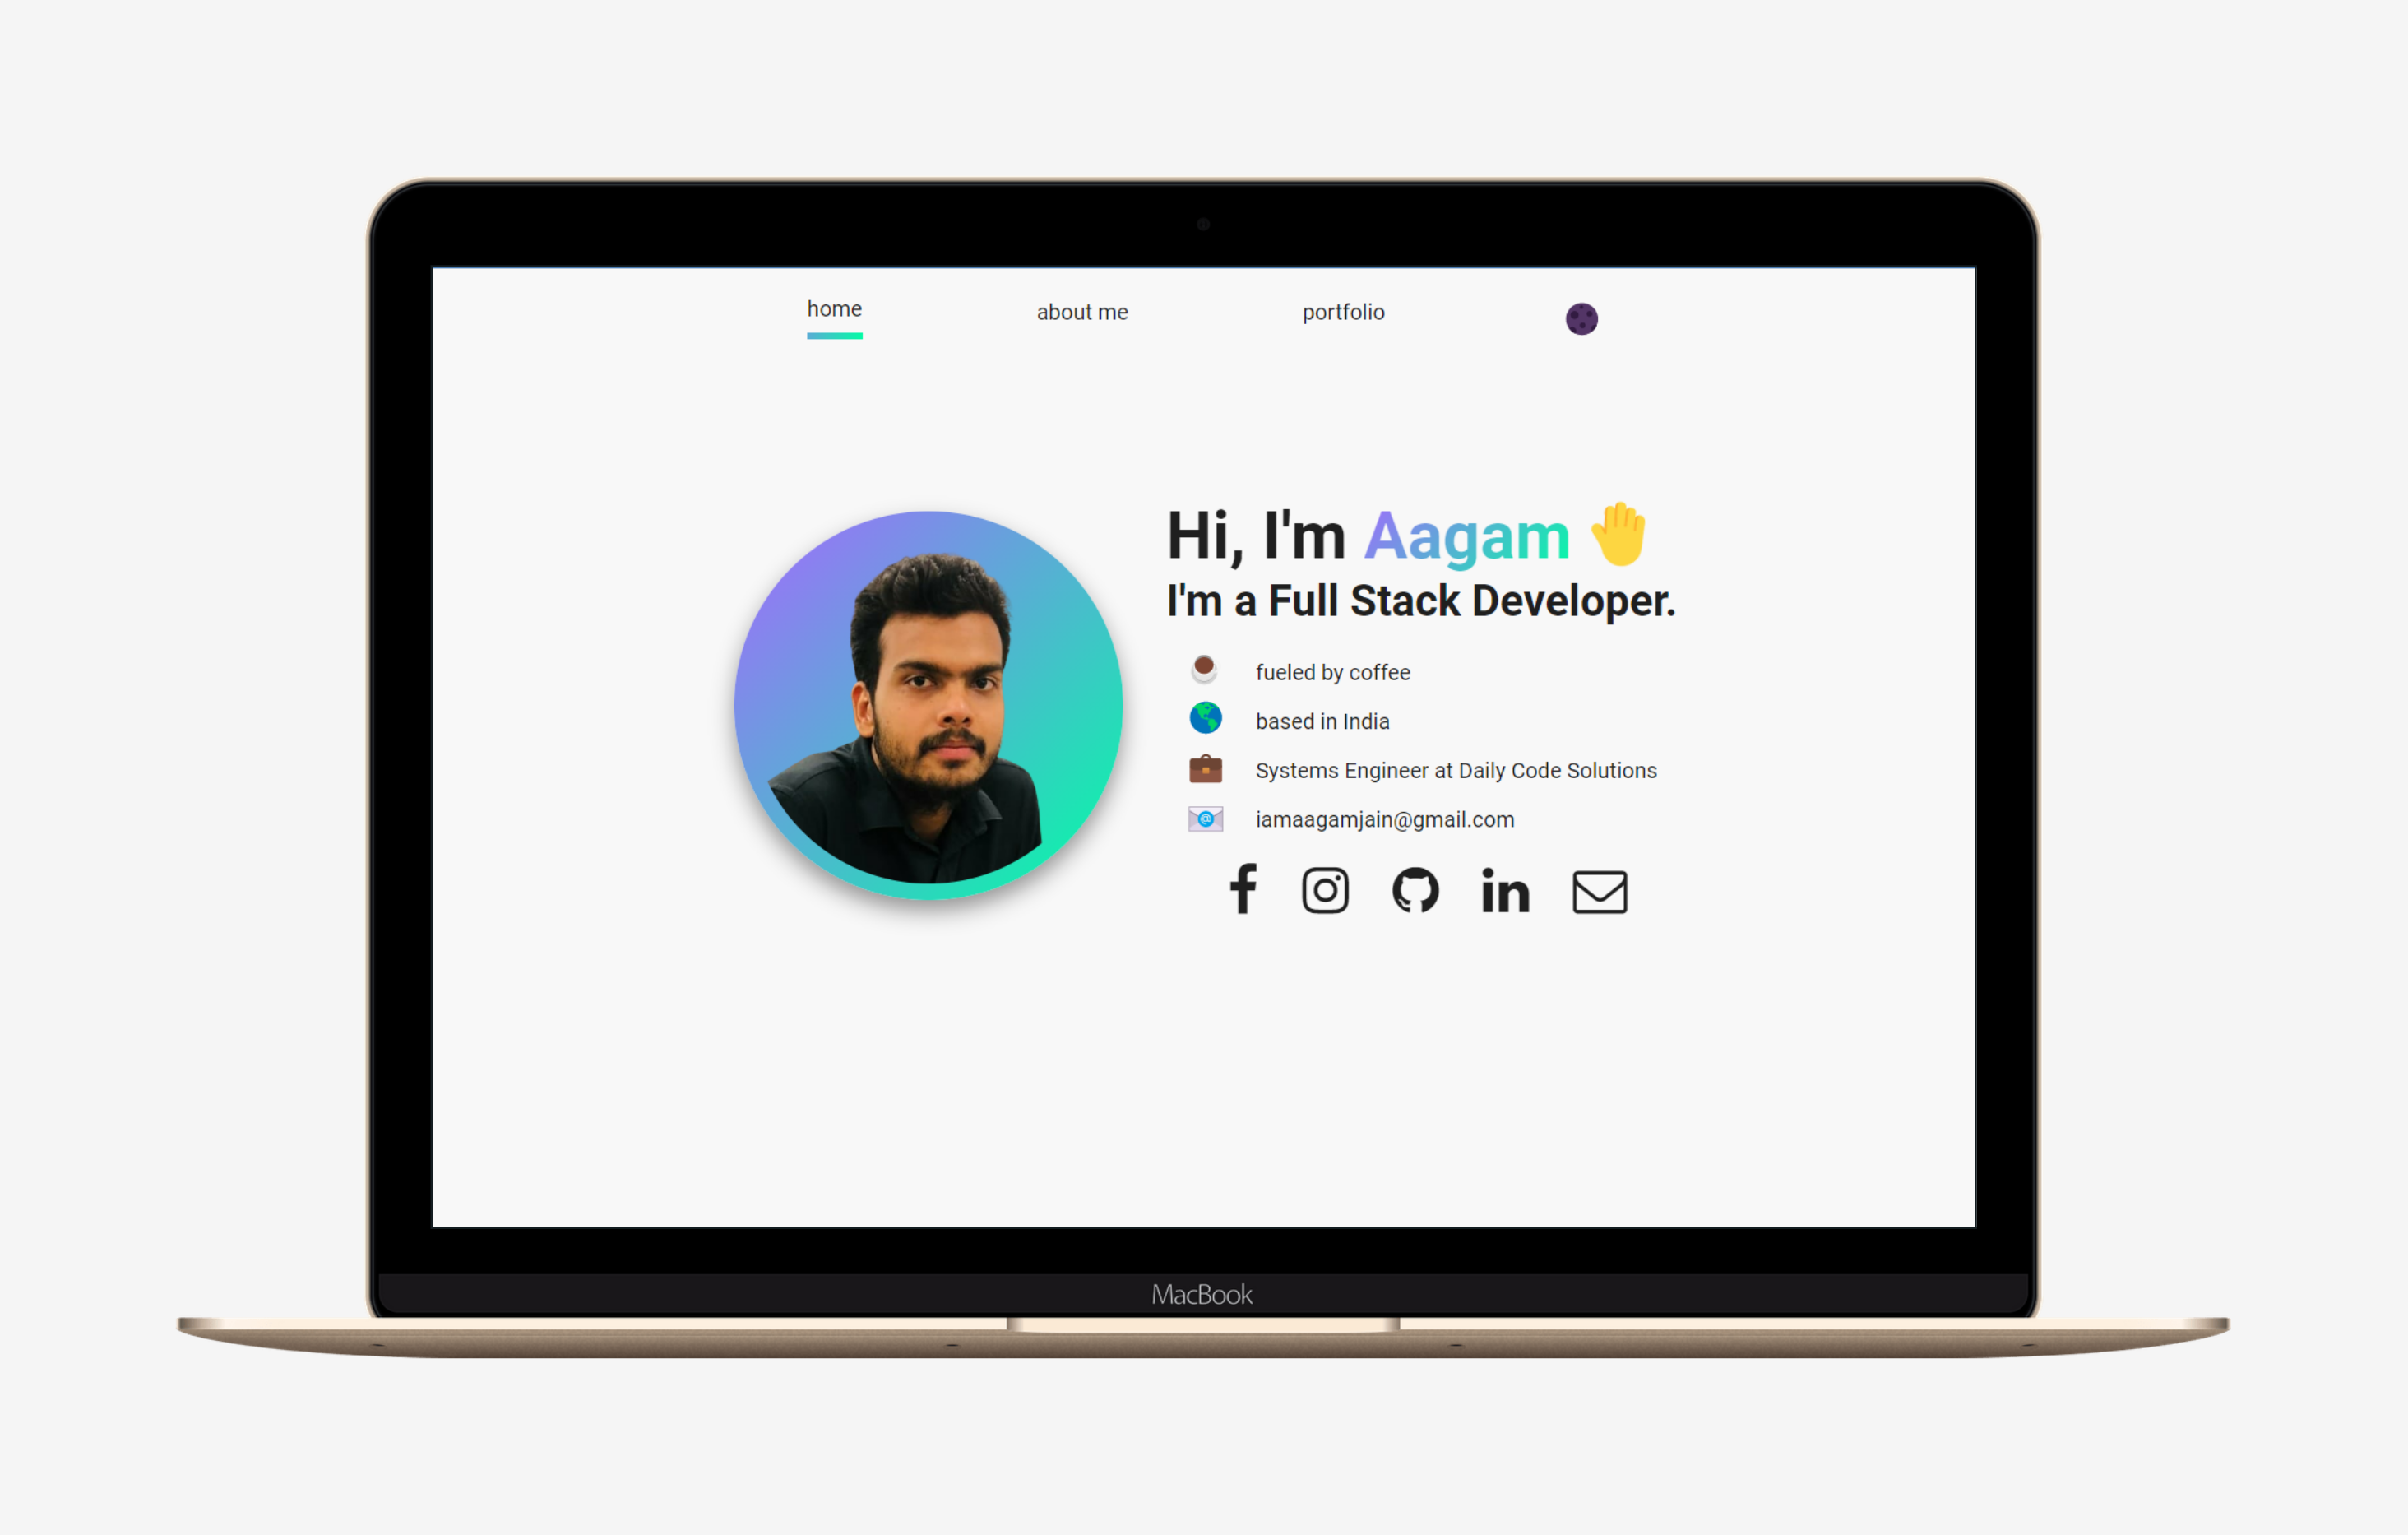 home about me portfolio
Hi, I'm Aagam
I'm a Full Stack Developer.
fueled by coffee
based in India
Systems Engineer at Daily Code Solutions
iamaagamjain@gmail.com
MacBook